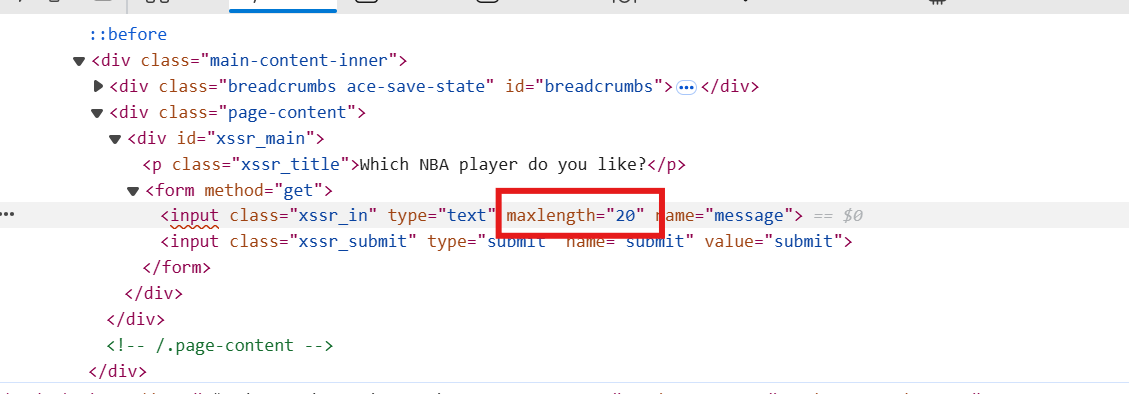 ::before
<div class="main-content-inner">
<div class="breadcrumbs ace-save-state" id="breadcrumbs"> ••• </div>
<div class="page-content">
<div id="xssr_main">
<p class="xssr_title">Which NBA player do you like?</p>
<form method="get">
<input class="xssr_in" type="text" maxlength="20" name="message"> == $0
<input class="xssr_submit" type="submit" name="submit" value="submit">
</form>
</div>
</div>
<!-- /.page-content -->
</div>